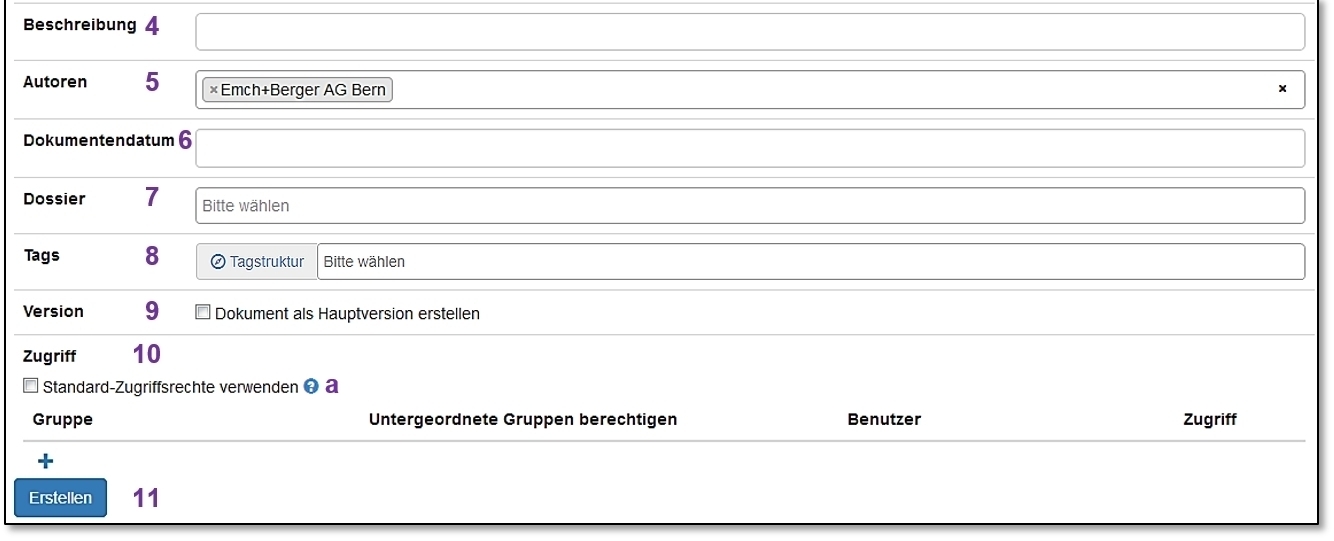 Beschreibung 4
Autoren 5 ×Emch+Berger AG Bern ×
Dokumentendatum 6
Dossier 7 Bitte wählen
Tags 8 Tagstruktur Bitte wählen
Version 9 Dokument als Hauptversion erstellen
Zugriff 10
Standard-Zugriffsrechte verwenden ? a
Gruppe Untergeordnete Gruppen berechtigen Benutzer Zugriff
+
Erstellen 11